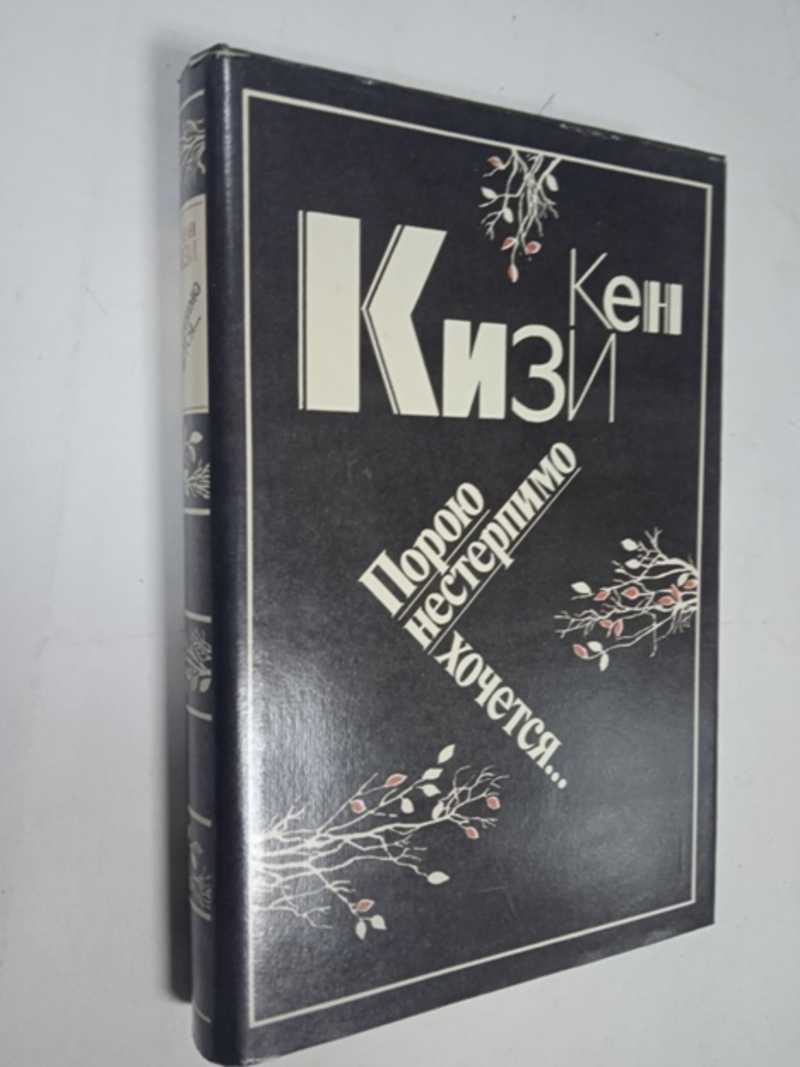 Кен
Кизи
Порою
нестерпимо
хочется...